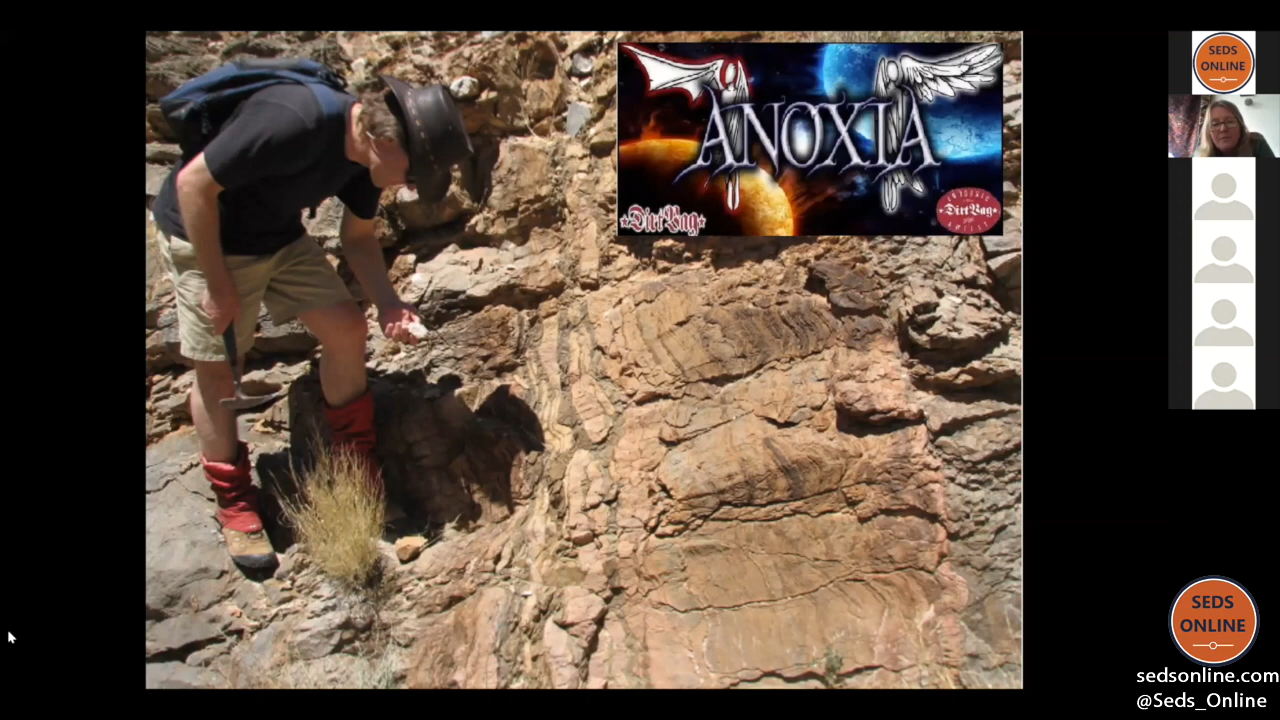 ANOXIA
DirtBag
DirtBag
SEDS
ONLINE
SEDS
ONLINE
sedsonline.com
@Seds_Online